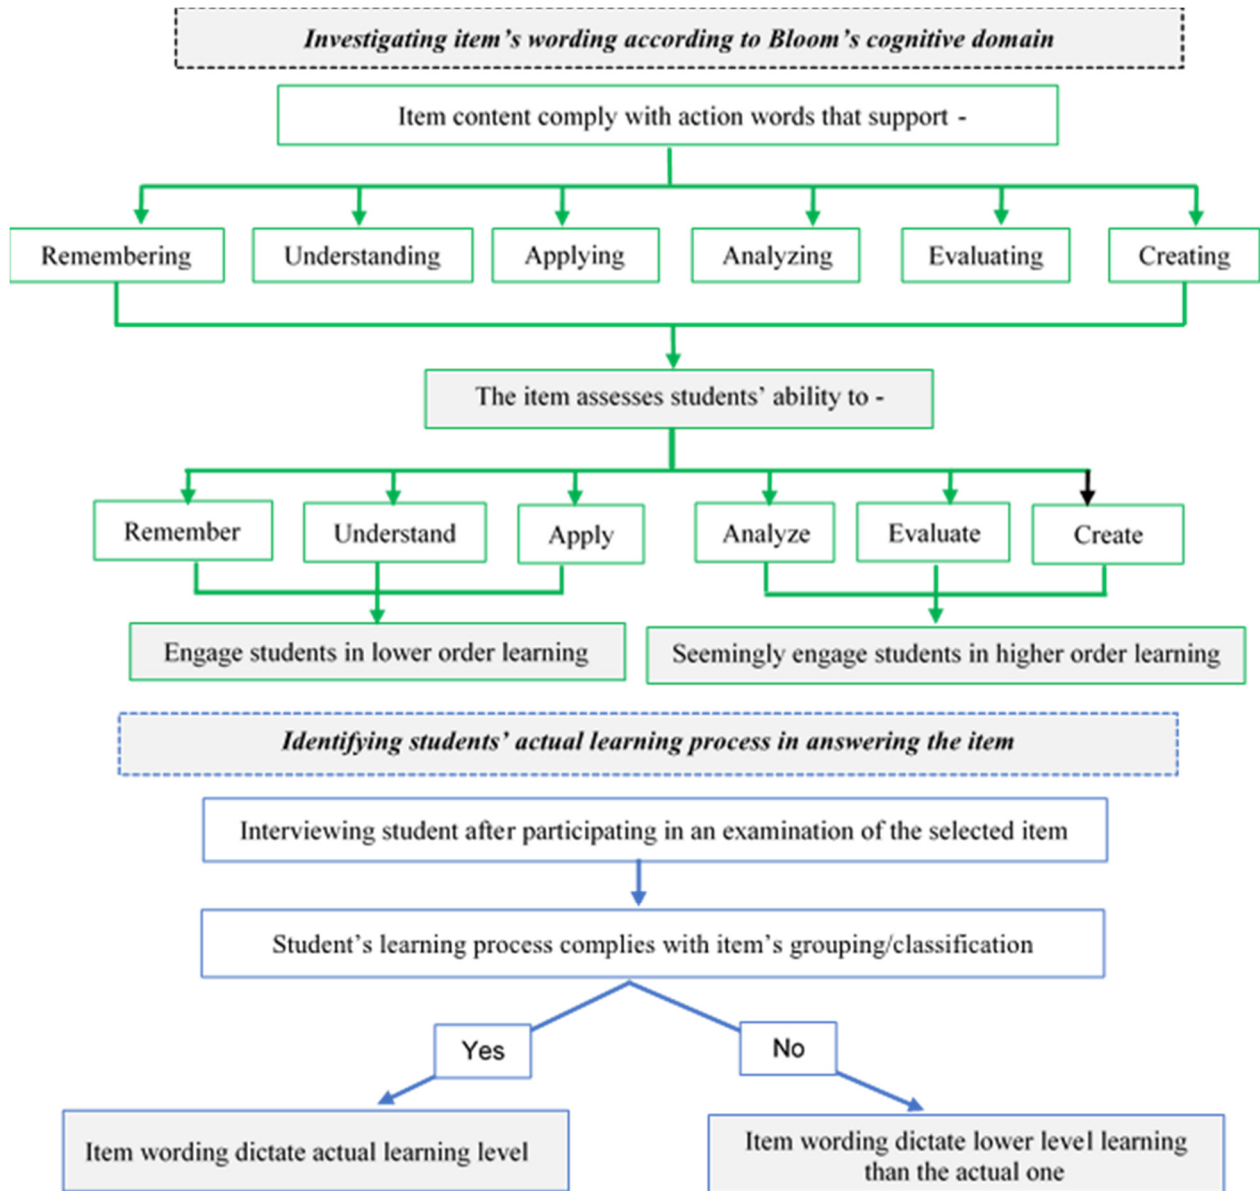 Investigating item's wording according to Bloom's cognitive domain
Item content comply with action words that support -
Remembering
Understanding
Applying
Analyzing
Evaluating
Creating
The item assesses students' ability to -
Remember
Understand
Apply
Analyze
Evaluate
Create
Engage students in lower order learning
Seemingly engage students in higher order learning
Identifying students' actual learning process in answering the item
Interviewing student after participating in an examination of the selected item
Student's learning process complies with item's grouping/classification
Yes
No
Item wording dictate actual learning level
Item wording dictate lower level learning
than the actual one